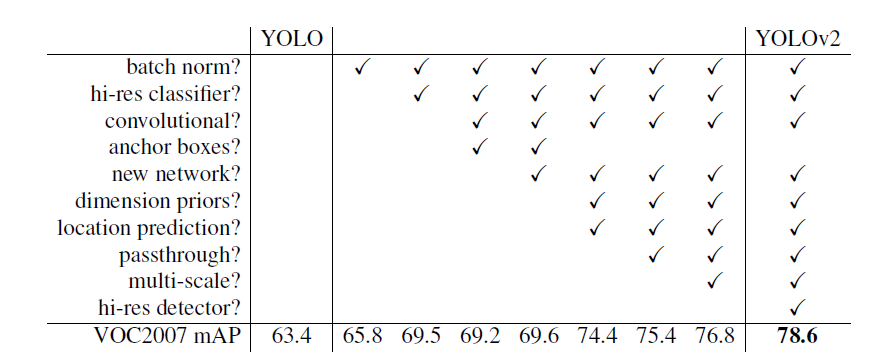 YOLO YOLOv2
batch norm? ✓ ✓ ✓ ✓ ✓ ✓ ✓ ✓
hi-res classifier? ✓ ✓ ✓ ✓ ✓ ✓ ✓
convolutional? ✓ ✓ ✓ ✓ ✓ ✓
anchor boxes? ✓ ✓
new network? ✓ ✓ ✓ ✓ ✓
dimension priors? ✓ ✓ ✓ ✓
location prediction? ✓ ✓ ✓ ✓
passthrough? ✓ ✓ ✓
multi-scale? ✓ ✓
hi-res detector? ✓
VOC2007 mAP 63.4 65.8 69.5 69.2 69.6 74.4 75.4 76.8 78.6